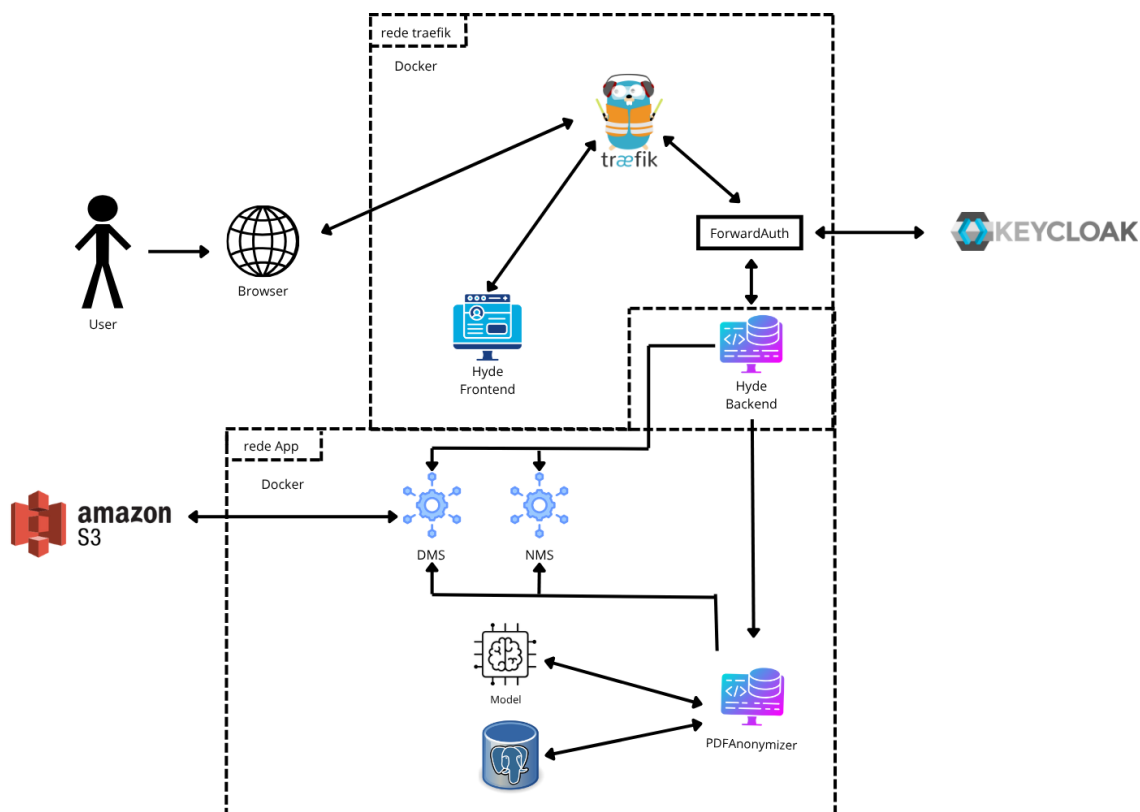 rede traefik
Docker
træfik
ForwardAuth
KEYCLOAK
Browser
User
Hyde
Frontend
Hyde
Backend
rede App
Docker
amazon
S3
DMS
NMS
Model
PDFAnonymizer